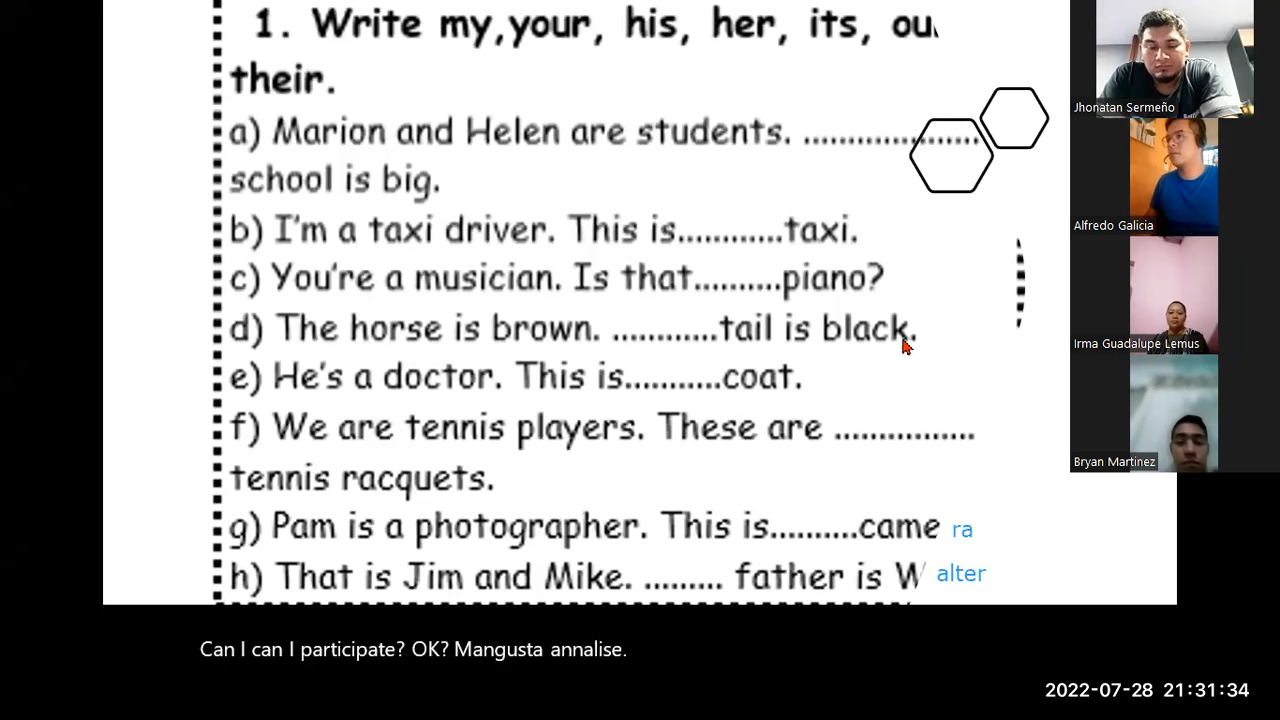 1. Write my,your, his, her, its, ou
their.
a) Marion and Helen are students. ....................
school is big.
b) I'm a taxi driver. This is............taxi.
c) You're a musician. Is that..........piano?
d) The horse is brown. ............tail is black.
e) He's a doctor. This is...........coat.
f) We are tennis players. These are ................
tennis racquets.
g) Pam is a photographer. This is..........came ra
h) That is Jim and Mike. ......... father is W alter
Jhonatan Sermeño
Alfredo Galicia
Irma Guadalupe Lemus
Bryan Martinez
Can I can I participate? OK? Mangusta annalise.
2022-07-28 21:31:34